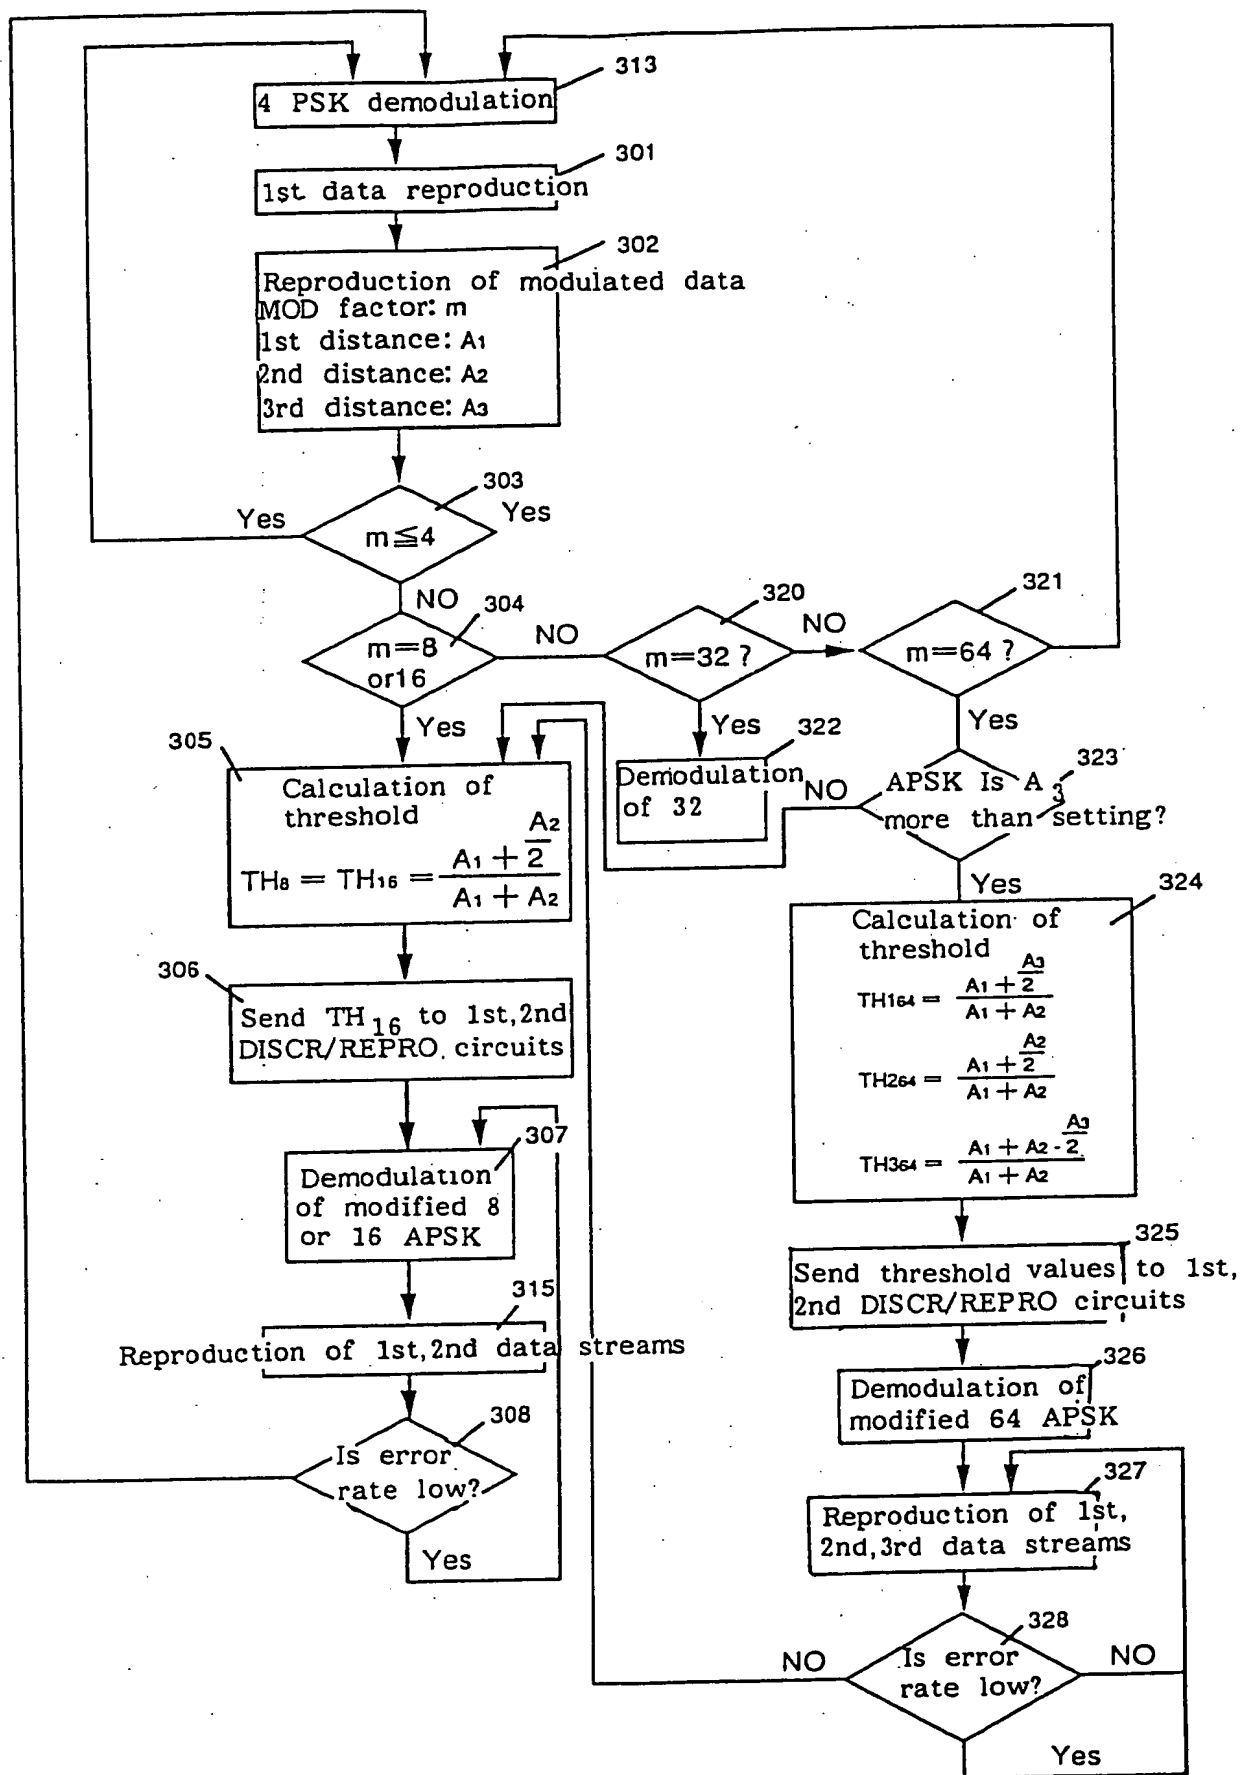 313
4 PSK demodulation
301
1st data reproduction
302
Reproduction of modulated data
MOD factor: m
1st distance: A1
2nd distance: A2
3rd distance: A3
303
Yes
m≦4
Yes
NO
304
m=8
or16
NO
320
m=32 ?
NO
321
m=64 ?
Yes
Yes
Yes
305
Calculation of
threshold
TH8 = TH16 = (A1 + A2/2) / (A1 + A2)
322
Demodulation
of 32
NO
323
APSK Is A3
more than setting?
Yes
324
Calculation of
threshold
TH164 = (A1 + A3/2) / (A1 + A2)
TH264 = (A1 + A2/2) / (A1 + A2)
TH364 = (A1 + A2 - A3/2) / (A1 + A2)
306
Send TH16 to 1st,2nd
DISCR/REPRO. circuits
307
Demodulation
of modified 8
or 16 APSK
315
Reproduction of 1st,2nd data streams
308
Is error
rate low?
Yes
325
Send threshold values to 1st,
2nd DISCR/REPRO circuits
326
Demodulation of
modified 64 APSK
327
Reproduction of 1st,
2nd,3rd data streams
328
NO
Is error
rate low?
NO
Yes